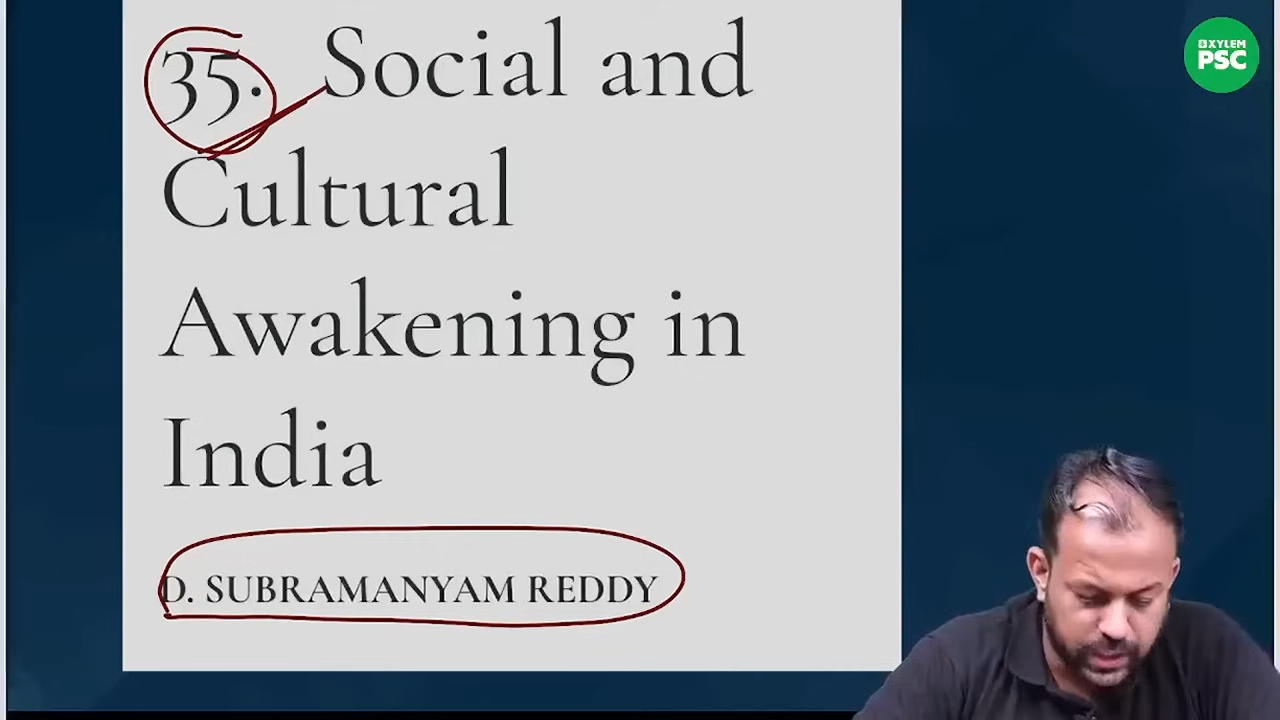 35. Social and
Cultural
Awakening in
India
D. SUBRAMANYAM REDDY
XYLEM
PSC